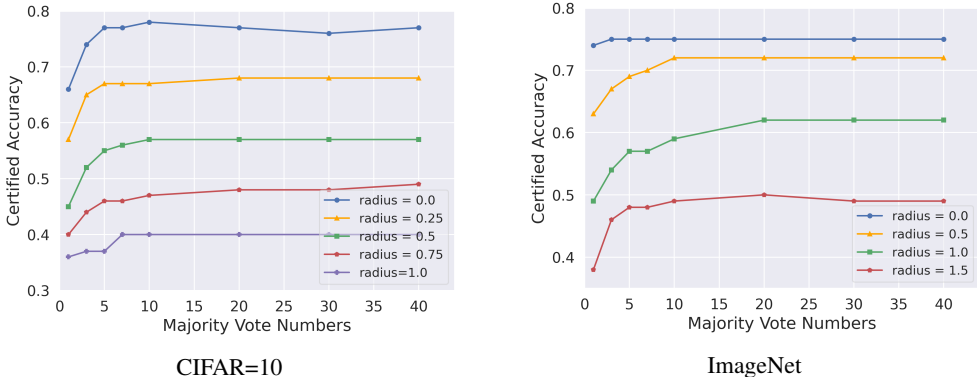 0.8
0.7
0.6
0.5
0.4
0.3
Certified Accuracy
0 5 10 15 20 25 30 35 40
Majority Vote Numbers
radius = 0.0
radius = 0.25
radius = 0.5
radius = 0.75
radius=1.0
CIFAR=10
0.8
0.7
0.6
0.5
0.4
Certified Accuracy
0 5 10 15 20 25 30 35 40
Majority Vote Numbers
radius = 0.0
radius = 0.5
radius = 1.0
radius = 1.5
ImageNet